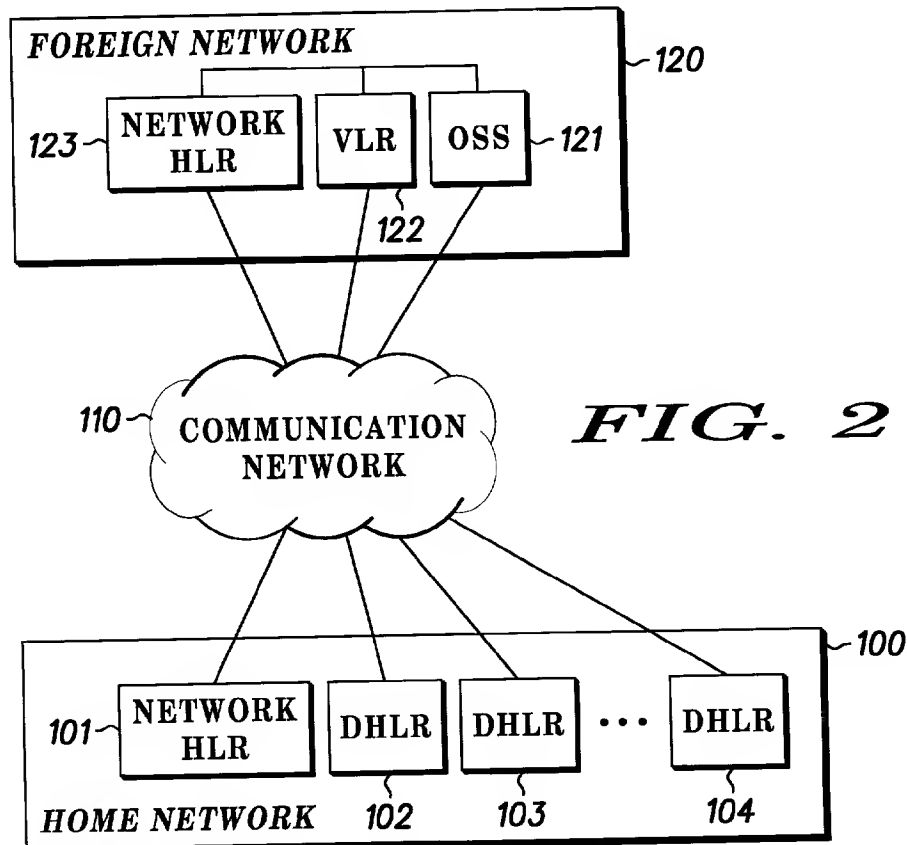 FOREIGN NETWORK
120
123
NETWORK
HLR
VLR
OSS
121
122
110
COMMUNICATION
NETWORK
FIG. 2
100
101
NETWORK
HLR
DHLR
DHLR
•••
DHLR
HOME NETWORK
102
103
104